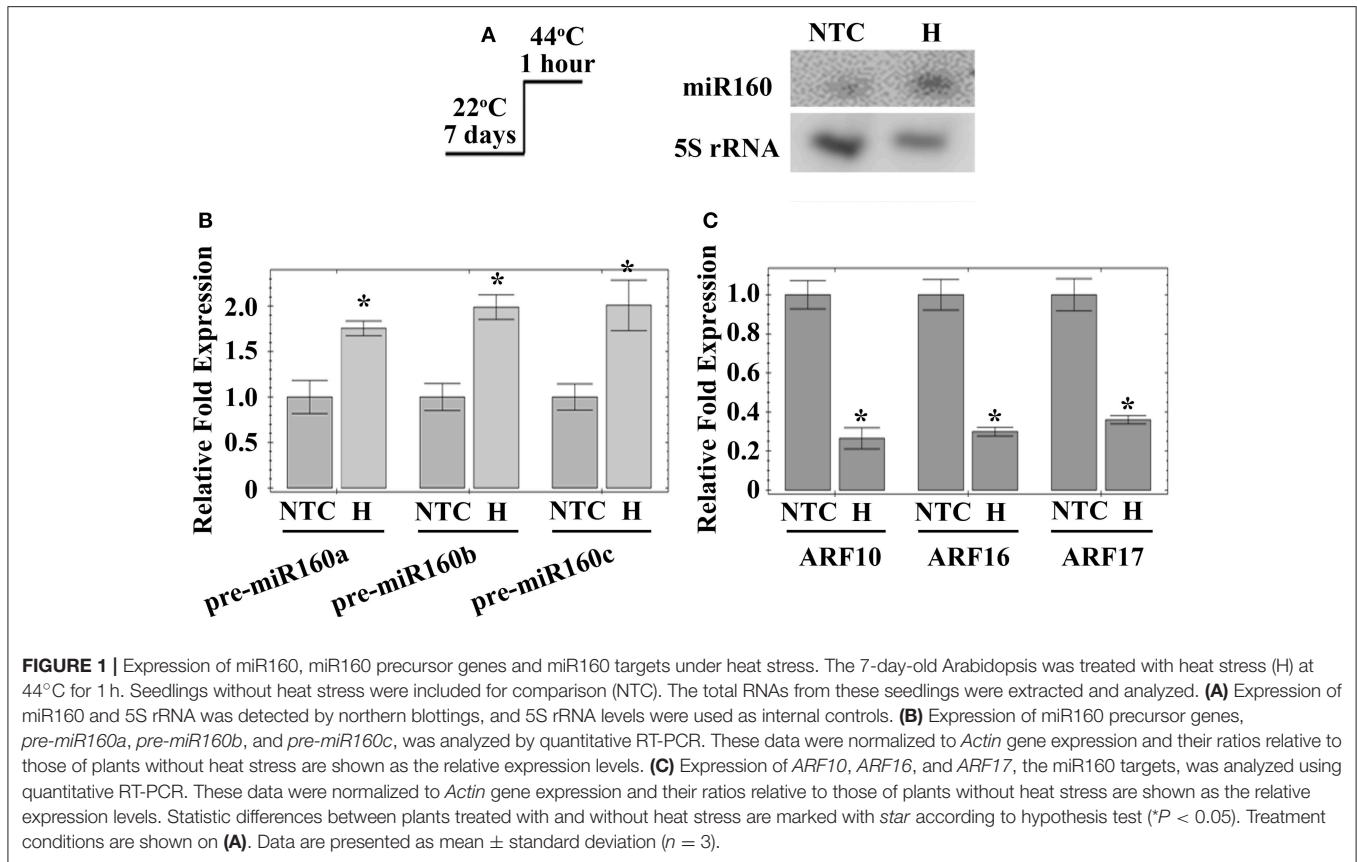 A
44°C
1 hour
22°C
7 days
NTC H
miR160
5S rRNA
B
Relative Fold Expression
2.0
1.5
1.0
0.5
0
* * *
NTC H NTC H NTC H
pre-miR160a pre-miR160b pre-miR160c
C
Relative Fold Expression
1.0
0.8
0.6
0.4
0.2
0
* * *
NTC H NTC H NTC H
ARF10 ARF16 ARF17
FIGURE 1 | Expression of miR160, miR160 precursor genes and miR160 targets under heat stress. The 7-day-old Arabidopsis was treated with heat stress (H) at
44°C for 1 h. Seedlings without heat stress were included for comparison (NTC). The total RNAs from these seedlings were extracted and analyzed. (A) Expression of
miR160 and 5S rRNA was detected by northern blottings, and 5S rRNA levels were used as internal controls. (B) Expression of miR160 precursor genes,
pre-miR160a, pre-miR160b, and pre-miR160c, was analyzed by quantitative RT-PCR. These data were normalized to Actin gene expression and their ratios relative to
those of plants without heat stress are shown as the relative expression levels. (C) Expression of ARF10, ARF16, and ARF17, the miR160 targets, was analyzed using
quantitative RT-PCR. These data were normalized to Actin gene expression and their ratios relative to those of plants without heat stress are shown as the relative
expression levels. Statistic differences between plants treated with and without heat stress are marked with star according to hypothesis test (*P < 0.05). Treatment
conditions are shown on (A). Data are presented as mean ± standard deviation (n = 3).